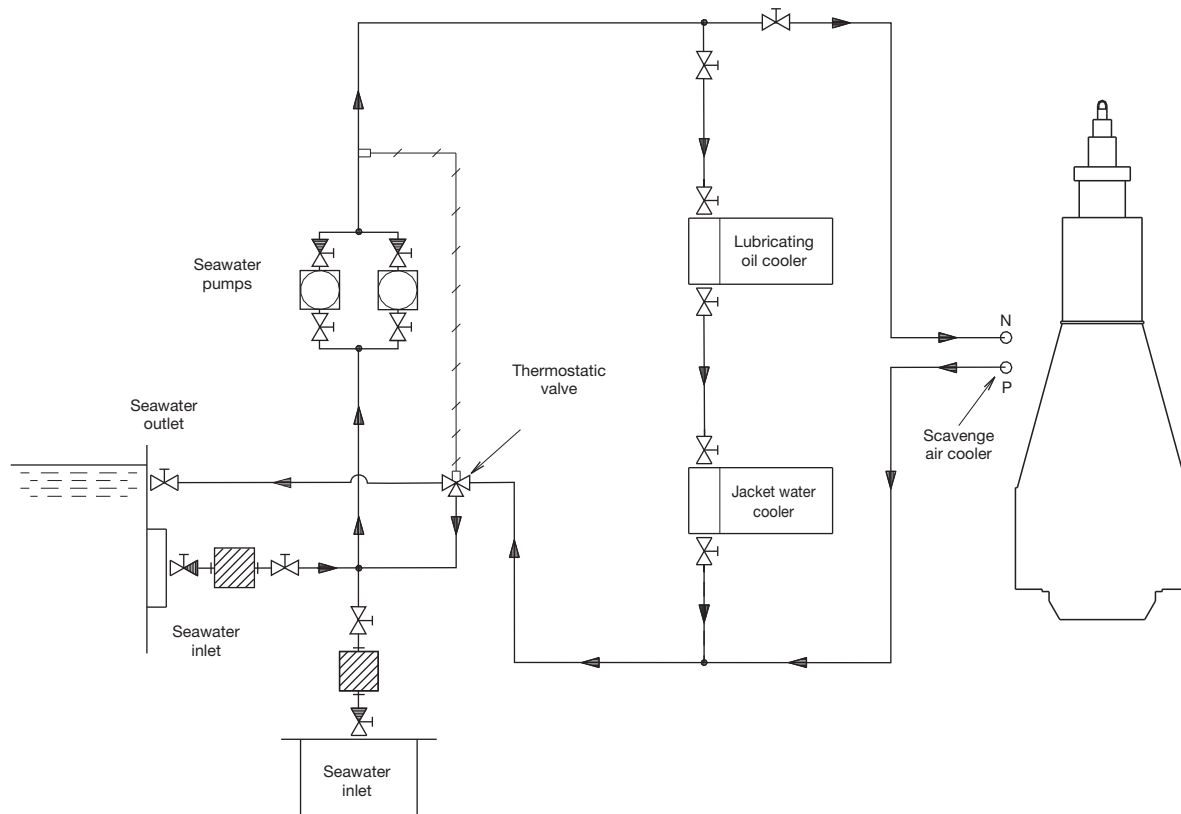 Lubricating
oil cooler
Seawater
pumps
N
P
Thermostatic
valve
Seawater
outlet
Scavenge
air cooler
Jacket water
cooler
Seawater
inlet
Seawater
inlet